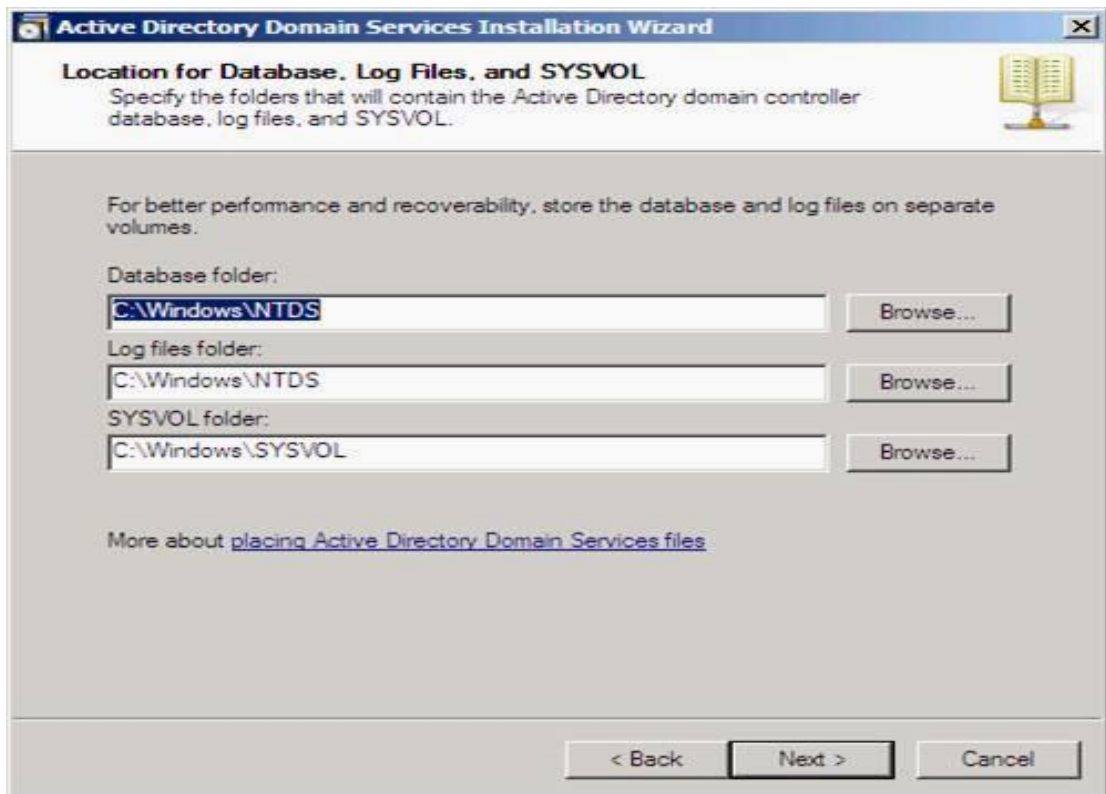 Active Directory Domain Services Installation Wizard
Location for Database, Log Files, and SYSVOL
Specify the folders that will contain the Active Directory domain controller
database, log files, and SYSVOL.
For better performance and recoverability, store the database and log files on separate
volumes.
Database folder:
C:\Windows\NTDS
Browse...
Log files folder:
C:\Windows\NTDS
Browse...
SYSVOL folder:
C:\Windows\SYSVOL
Browse...
More about placing Active Directory Domain Services files
< Back
Next >
Cancel